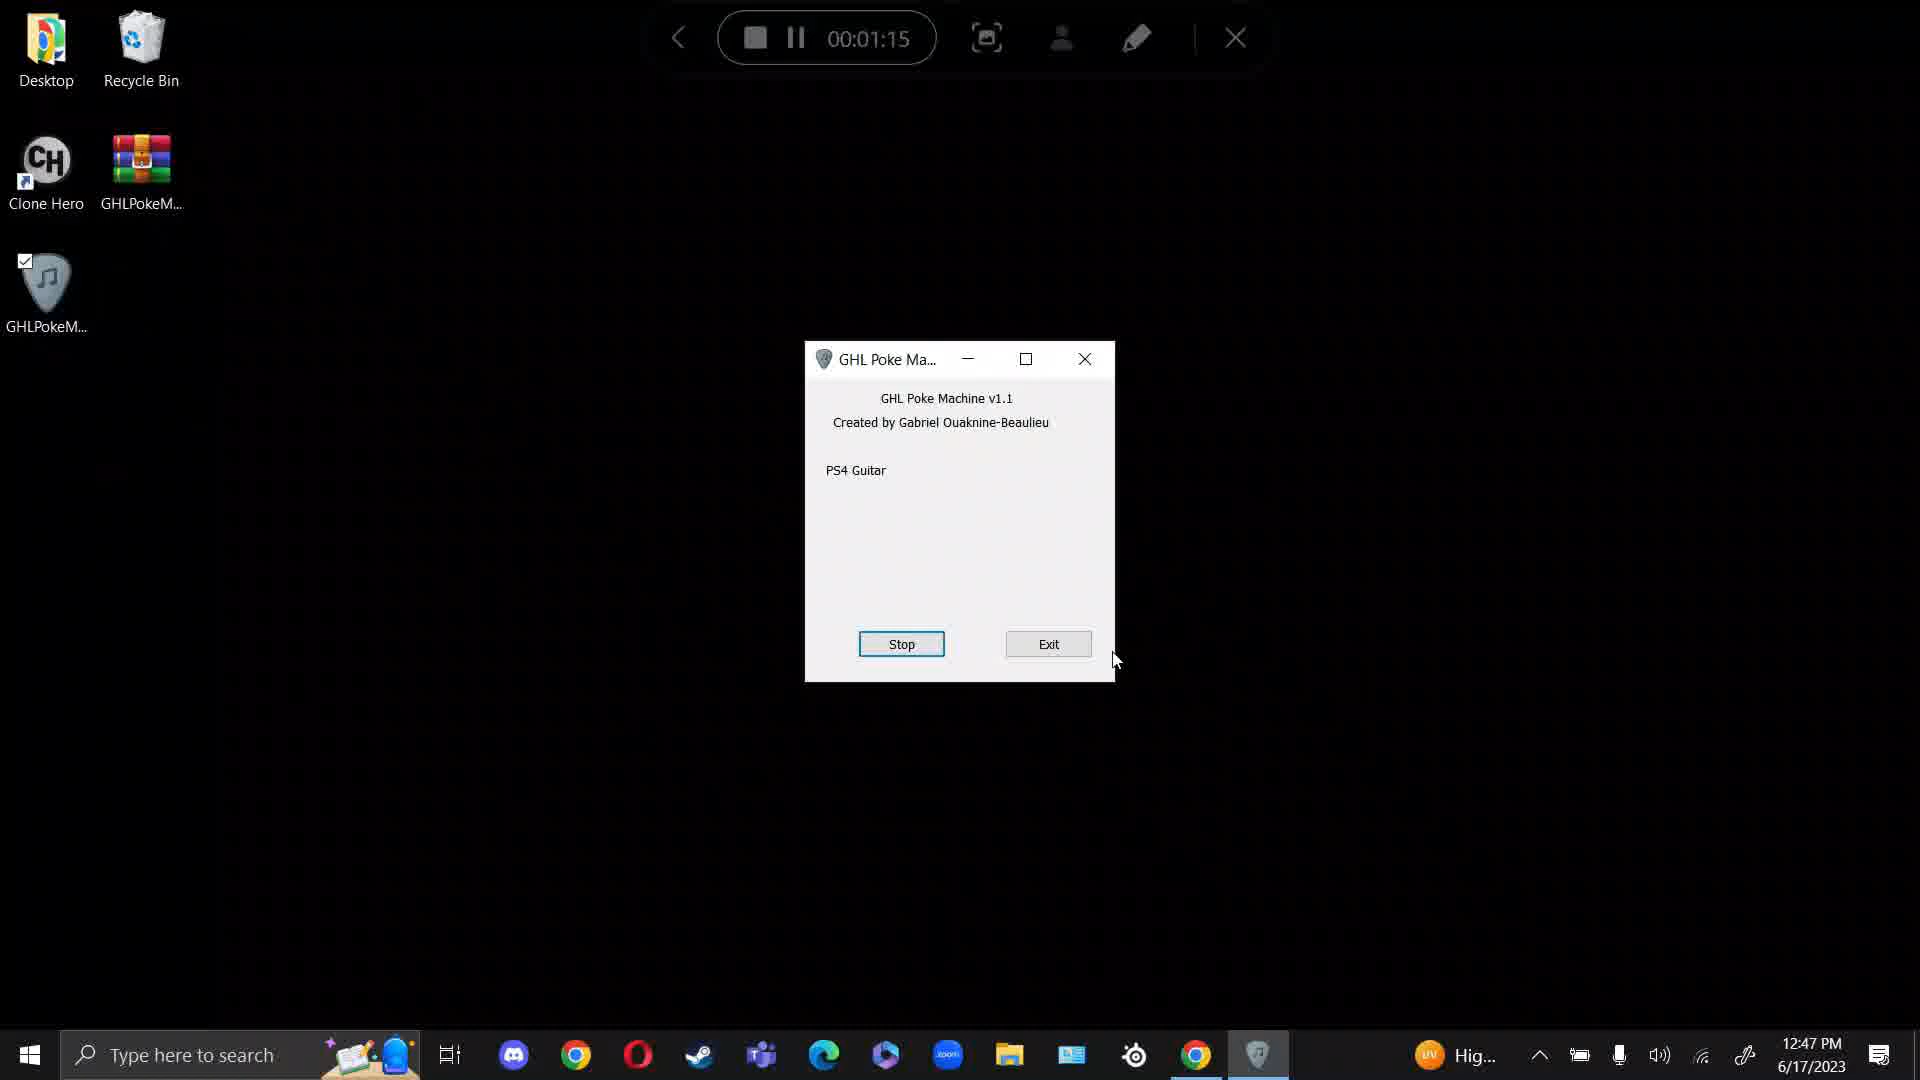 00:01:15
Desktop
Recycle Bin
CH
Clone Hero
GHLPokeM...
GHLPokeM...
GHL Poke Ma...
GHL Poke Machine v1.1
Created by Gabriel Ouaknine-Beaulieu
PS4 Guitar
Stop
Exit
Type here to search
zoom
UV
Hig...
12:47 PM
6/17/2023